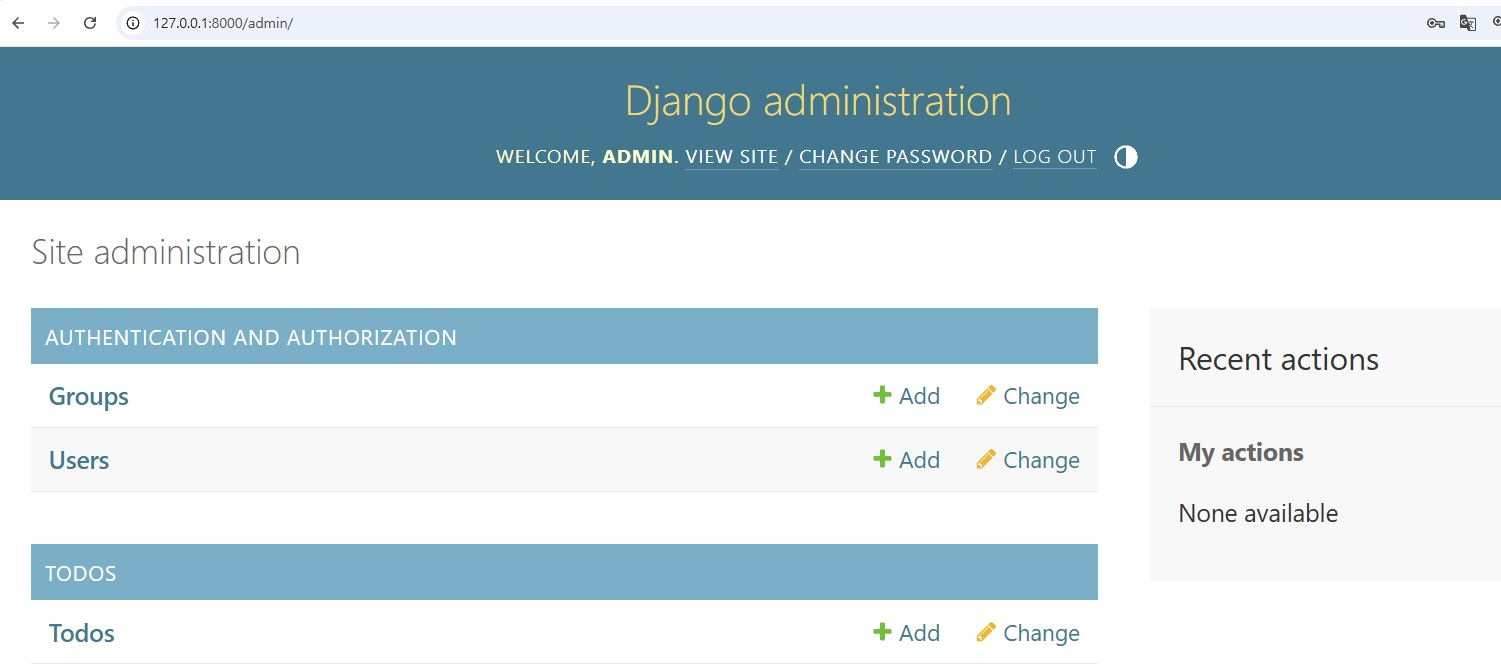 127.0.0.1:8000/admin/
Django administration
WELCOME, ADMIN. VIEW SITE / CHANGE PASSWORD / LOG OUT
Site administration
AUTHENTICATION AND AUTHORIZATION
Groups Add Change
Users Add Change
TODOS
Todos Add Change
Recent actions
My actions
None available